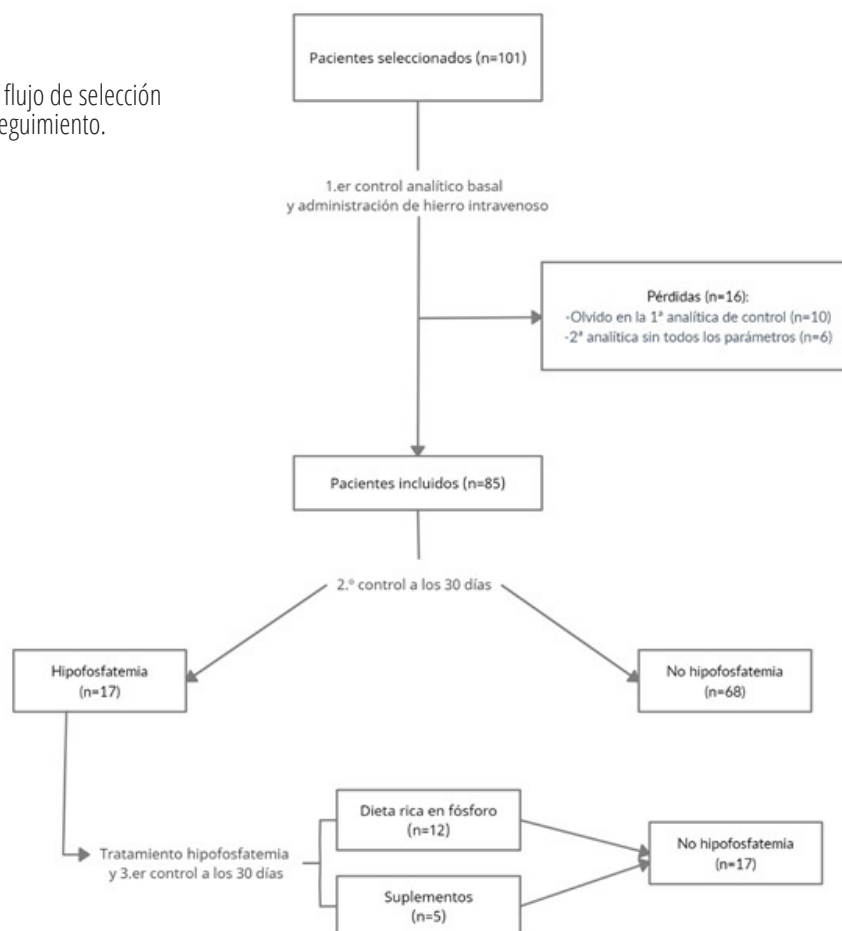 Pacientes seleccionados (n=101)
flujo de selección
eguimiento.
1.er control analítico basal
y administración de hierro intravenoso
Pérdidas (n=16):
-Olvido en la 1ª analítica de control (n=10)
-2ª analítica sin todos los parámetros (n=6)
Pacientes incluidos (n=85)
2.º control a los 30 días
Hipofosfatemia
(n=17)
No hipofosfatemia
(n=68)
Dieta rica en fósforo
(n=12)
Tratamiento hipofosfatemia
y 3.er control a los 30 días
No hipofosfatemia
(n=17)
Suplementos
(n=5)